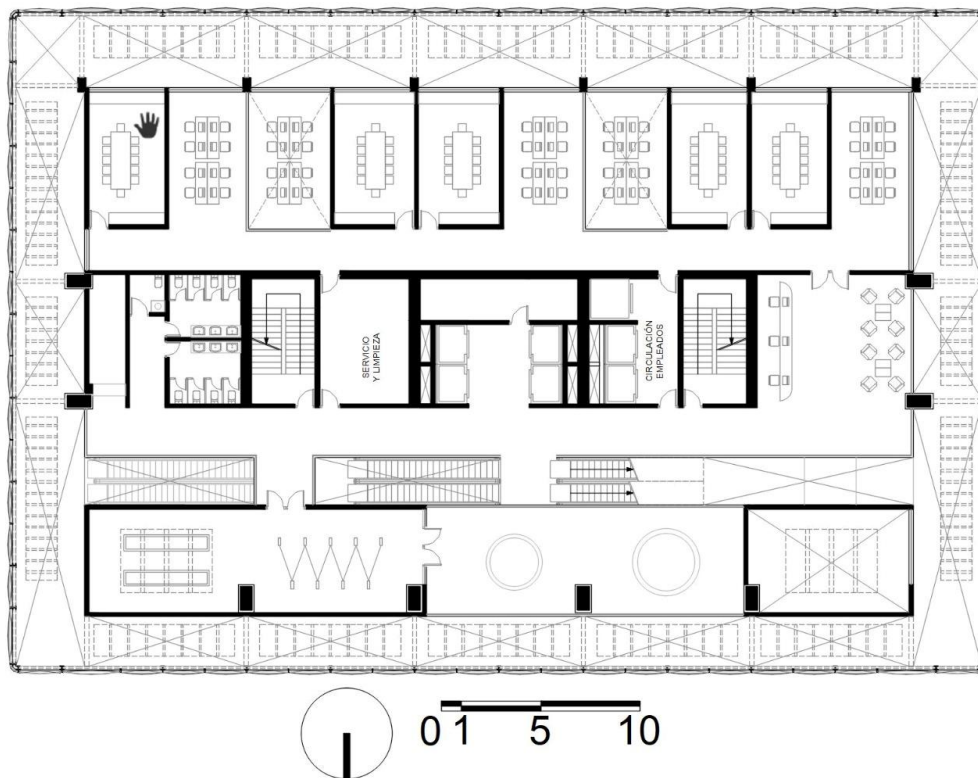 SERVICIO
Y LIMPIEZA
CIRCULACIÓN
EMPLEADOS
0 1 5 10